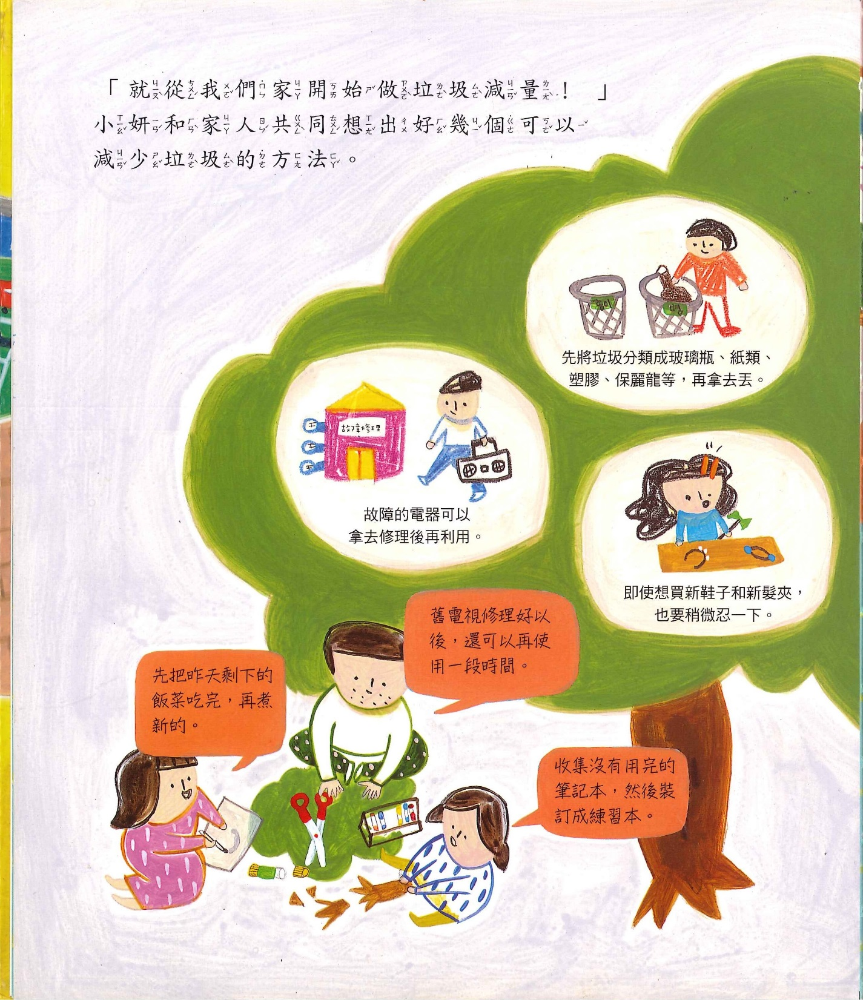 「就從我們家開始做垃圾減量！」
小妍和家人共同想出好幾個可以
減少垃圾的方法。
先將垃圾分類成玻璃瓶、紙類、
塑膠、保麗龍等，再拿去丟。
故障修理
故障的電器可以
拿去修理後再利用。
即使想買新鞋子和新髮夾，
也要稍微忍一下。
舊電視修理好以
後，還可以再使
用一段時間。
先把昨天剩下的
飯菜吃完，再煮
新的。
收集沒有用完的
筆記本，然後裝
訂成練習本。